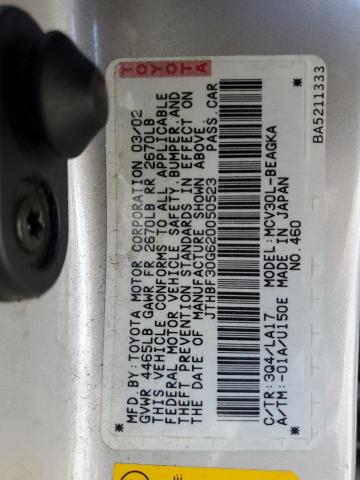 TOYOTA
MFD.BY:TOYOTA MOTOR CORPORATION 03/02
GVWR 4465LB GAWR FR 2670LB RR 2670LB
THIS VEHICLE CONFORMS TO ALL APPLICABLE
FEDERAL MOTOR VEHICLE SAFETY,BUMPER,AND
THEFT PREVENTION STANDARDS IN EFFECT ON
THE DATE OF MANUFACTURE SHOWN ABOVE.
JTHBF30G620050523 PASS.CAR
* *
C/TR:3Q4/LA17 MODEL:MCV30L-BEAGKA
A/TM:-01A/U150E MADE IN JAPAN
NO.460
BA5211333